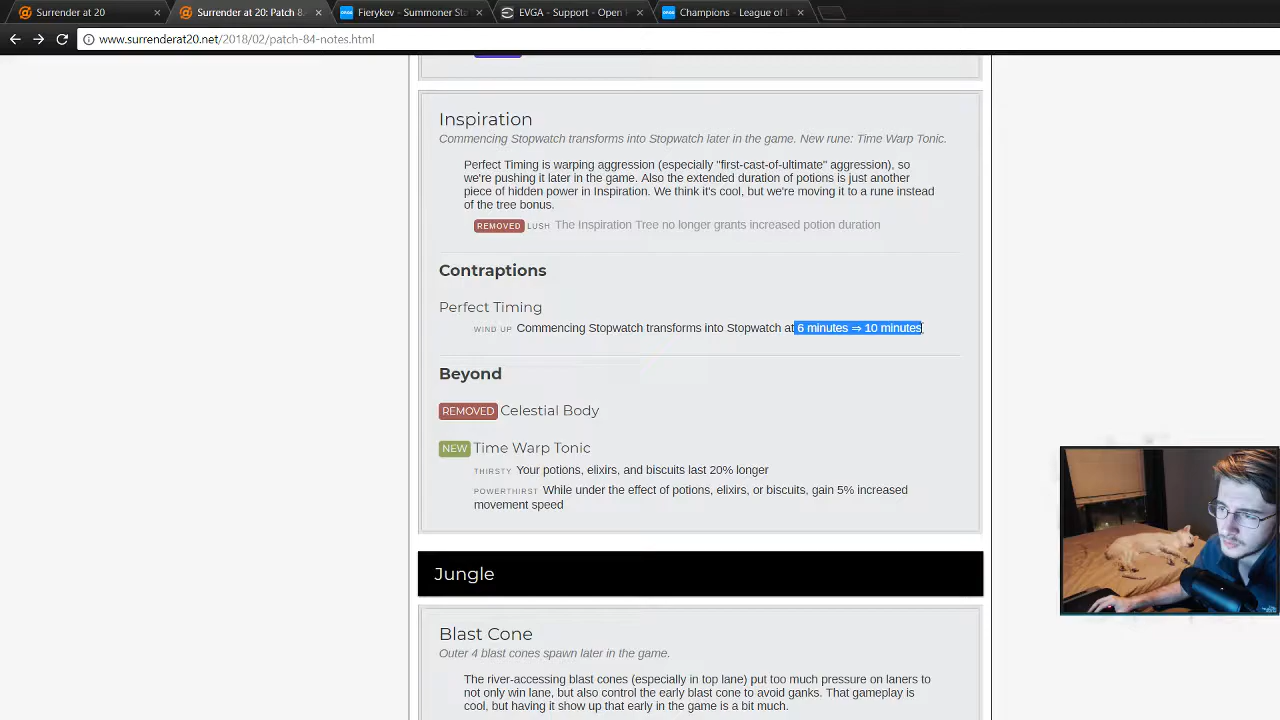 Surrender at 20
Surrender at 20: Patch 8.
Fierykev - Summoner Sta
EVGA - Support - Open
Champions - League of L
www.surrenderat20.net/2018/02/patch-84-notes.html
Inspiration
Commencing Stopwatch transforms into Stopwatch later in the game. New rune: Time Warp Tonic.
Perfect Timing is warping aggression (especially "first-cast-of-ultimate" aggression), so
we're pushing it later in the game. Also the extended duration of potions is just another
piece of hidden power in Inspiration. We think it's cool, but we're moving it to a rune instead
of the tree bonus.
REMOVED LUSH The Inspiration Tree no longer grants increased potion duration
Contraptions
Perfect Timing
WIND UP Commencing Stopwatch transforms into Stopwatch at 6 minutes ⇒ 10 minutes
Beyond
REMOVED Celestial Body
NEW Time Warp Tonic
THIRSTY Your potions, elixirs, and biscuits last 20% longer
POWERTHIRST While under the effect of potions, elixirs, or biscuits, gain 5% increased
movement speed
Jungle
Blast Cone
Outer 4 blast cones spawn later in the game.
The river-accessing blast cones (especially in top lane) put too much pressure on laners to
not only win lane, but also control the early blast cone to avoid ganks. That gameplay is
cool, but having it show up that early in the game is a bit much.